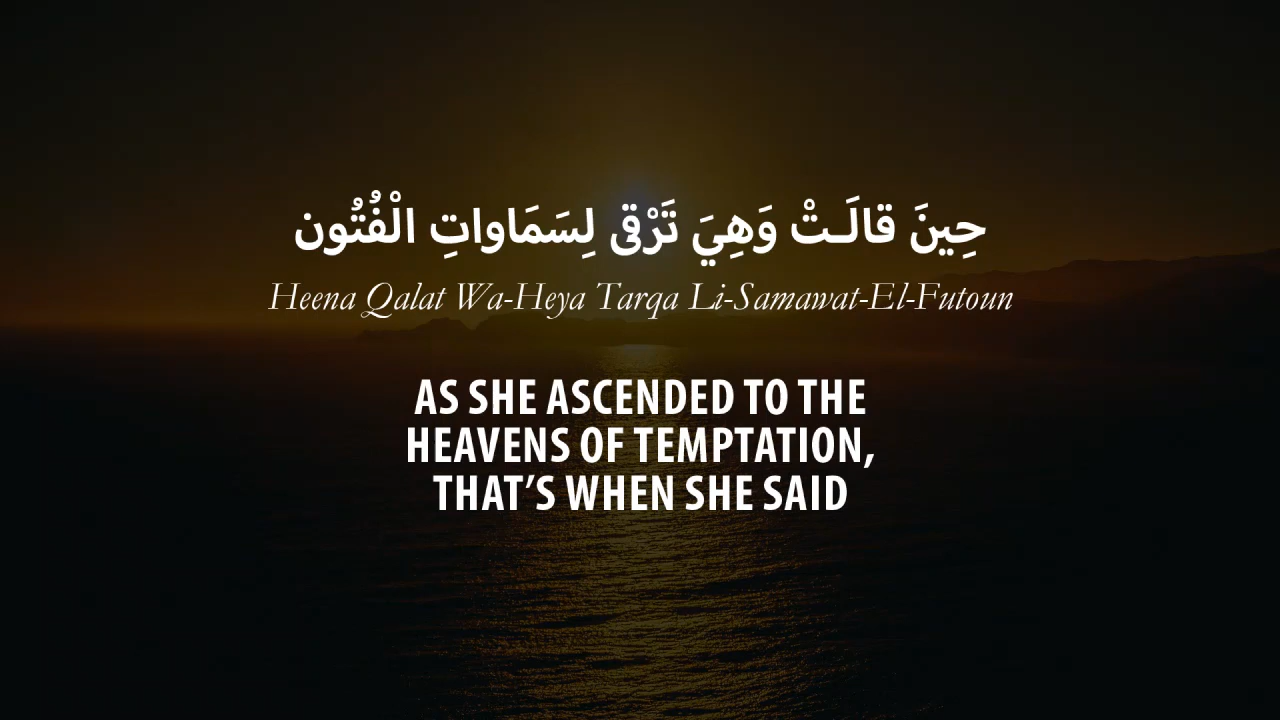 حِينَ قالَـتْ وَهِيَ تَرْقى لِسَمَاواتِ الْفُتُون
Heena Qalat Wa-Heya Tarqa Li-Samawat-El-Futoun
AS SHE ASCENDED TO THE
HEAVENS OF TEMPTATION,
THAT'S WHEN SHE SAID